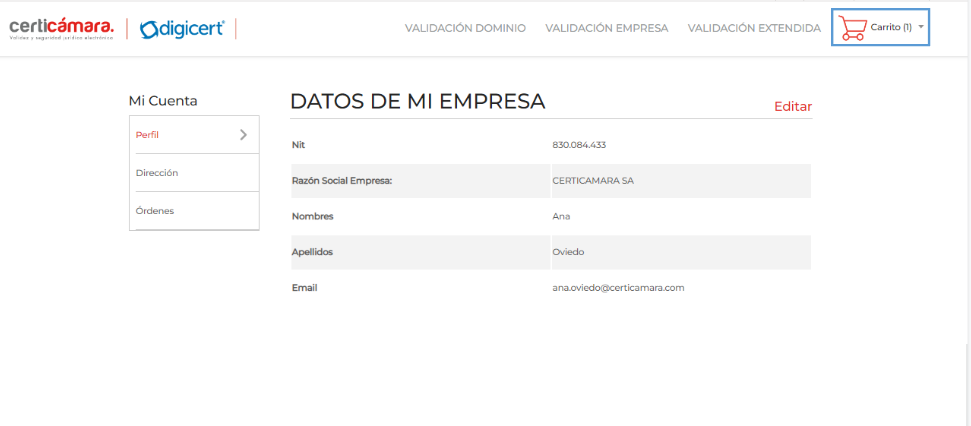 certicámara.
Validez y seguridad jurídica electrónica
digicert®
VALIDACIÓN DOMINIO
VALIDACIÓN EMPRESA
VALIDACIÓN EXTENDIDA
Carrito (1)
Mi Cuenta
Perfil
Dirección
Órdenes
DATOS DE MI EMPRESA
Editar
Nit 830.084.433
Razón Social Empresa: CERTICAMARA SA
Nombres Ana
Apellidos Oviedo
Email ana.oviedo@certicamara.com